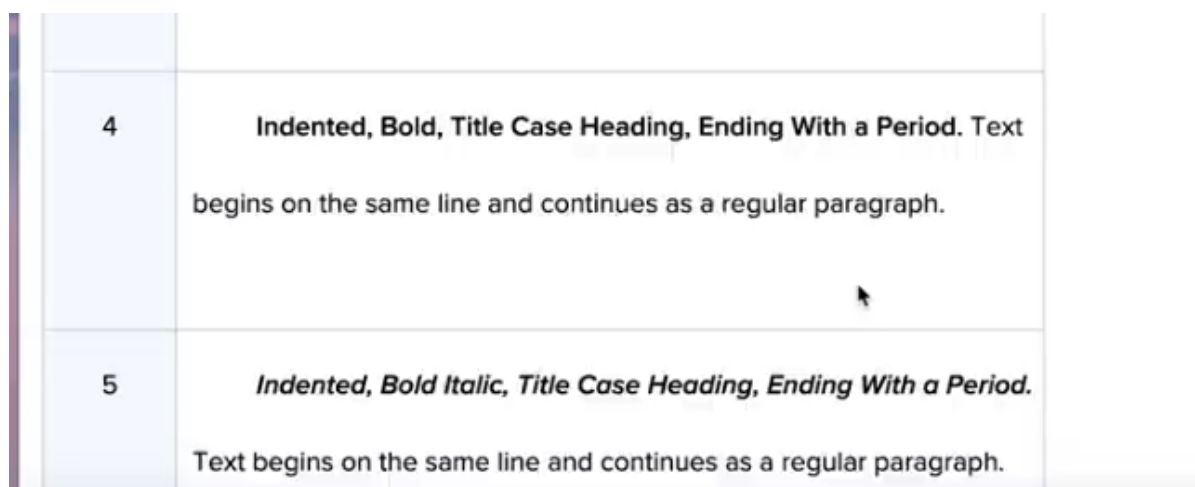 4
Indented, Bold, Title Case Heading, Ending With a Period. Text
begins on the same line and continues as a regular paragraph.
5
Indented, Bold Italic, Title Case Heading, Ending With a Period.
Text begins on the same line and continues as a regular paragraph.